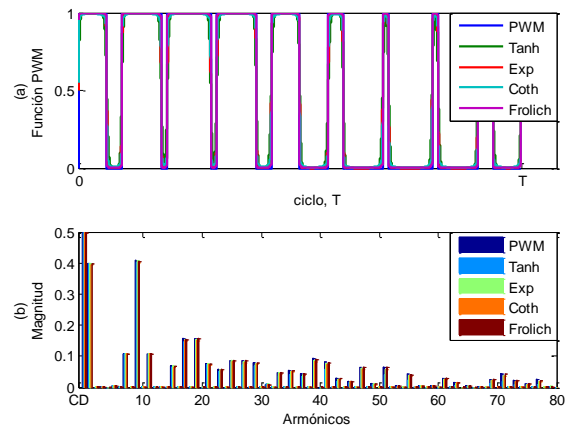 1
0.5
0
(a)
Función PWM
0
T
ciclo, T
PWM
Tanh
Exp
Coth
Frolich
0.5
0.4
0.3
0.2
0.1
0
(b)
Magnitud
CD
10
20
30
40
50
60
70
80
Armónicos
PWM
Tanh
Exp
Coth
Frolich